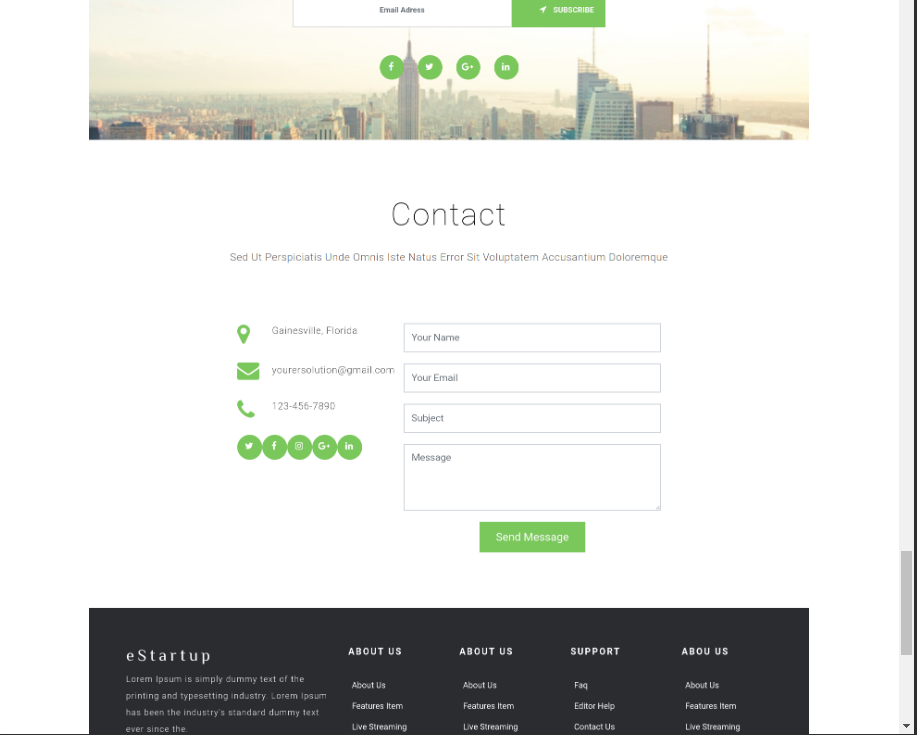 Email Adress
SUBSCRIBE
Contact
Sed Ut Perspiciatis Unde Omnis Iste Natus Error Sit Voluptatem Accusantium Doloremque
Gainesville, Florida
yourersolution@gmail.com
123-456-7890
Your Name
Your Email
Subject
Message
Send Message
eStartup
Lorem Ipsum is simply dummy text of the
printing and typesetting industry. Lorem Ipsum
has been the industry's standard dummy text
ever since the.
ABOUT US
About Us
Features Item
Live Streaming
ABOUT US
About Us
Features Item
Live Streaming
SUPPORT
Faq
Editor Help
Contact Us
ABOU US
About Us
Features Item
Live Streaming